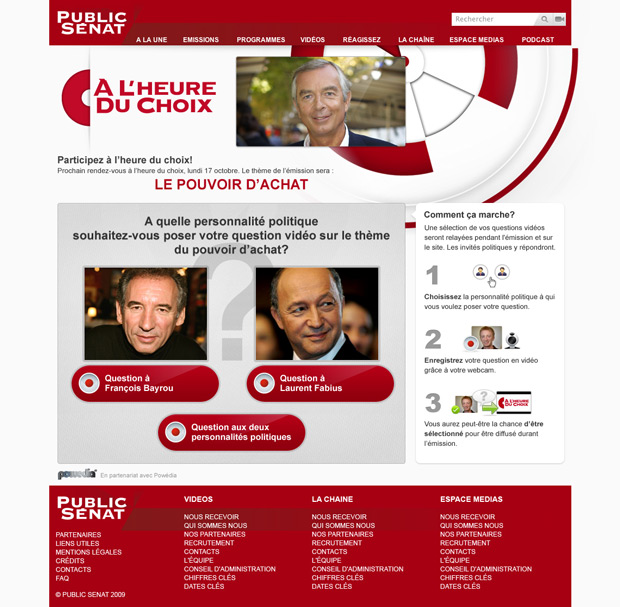 PUBLIC
SENAT
Rechercher
A LA UNE EMISSIONS PROGRAMMES VIDÉOS RÉAGISSEZ LA CHAÎNE ESPACE MEDIAS PODCAST
À L'HEURE
DU CHOIX
Participez à l'heure du choix!
Prochain rendez-vous à l'heure du choix, lundi 17 octobre. Le thème de l'émission sera :
LE POUVOIR D'ACHAT
A quelle personnalité politique
souhaitez-vous poser votre question vidéo sur le thème
du pouvoir d'achat?
?
Question à
François Bayrou
Question à
Laurent Fabius
Question aux deux
personnalités politiques
Comment ça marche?
Une sélection de vos questions vidéos
seront relayées pendant l'émission et sur
le site. Les invités politiques y répondront.
1
Choisissez la personnalité politique à qui
vous voulez poser votre question.
2
Enregistrez votre question en vidéo
grâce à votre webcam.
3
?
À L'HEURE
DU CHOIX
Vous aurez peut-être la chance d'être
sélectionné pour être diffusé durant
l'émission.
powedia
En partenariat avec Powédia
PUBLIC
SENAT
PARTENAIRES
LIENS UTILES
MENTIONS LÉGALES
CRÉDITS
CONTACTS
FAQ
© PUBLIC SENAT 2009
VIDEOS
NOUS RECEVOIR
QUI SOMMES NOUS
NOS PARTENAIRES
RECRUTEMENT
CONTACTS
L'ÉQUIPE
CONSEIL D'ADMINISTRATION
CHIFFRES CLÉS
DATES CLÉS
LA CHAINE
NOUS RECEVOIR
QUI SOMMES NOUS
NOS PARTENAIRES
RECRUTEMENT
CONTACTS
L'ÉQUIPE
CONSEIL D'ADMINISTRATION
CHIFFRES CLÉS
DATES CLÉS
ESPACE MEDIAS
NOUS RECEVOIR
QUI SOMMES NOUS
NOS PARTENAIRES
RECRUTEMENT
CONTACTS
L'ÉQUIPE
CONSEIL D'ADMINISTRATION
CHIFFRES CLÉS
DATES CLÉS